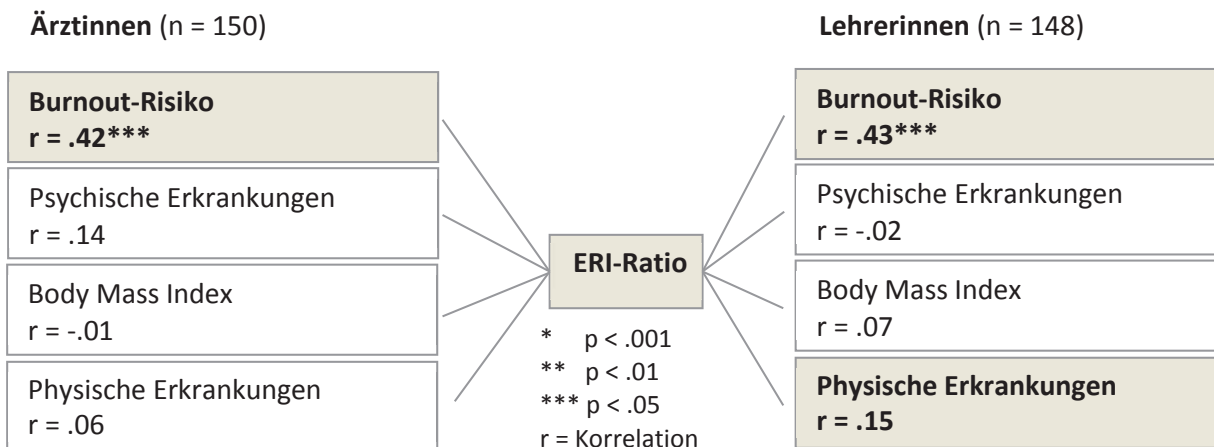 Ärztinnen (n = 150)
Burnout-Risiko
r = .42***
Psychische Erkrankungen
r = .14
Body Mass Index
r = -.01
Physische Erkrankungen
r = .06
ERI-Ratio
* p < .001
** p < .01
*** p < .05
r = Korrelation
Lehrerinnen (n = 148)
Burnout-Risiko
r = .43***
Psychische Erkrankungen
r = -.02
Body Mass Index
r = .07
Physische Erkrankungen
r = .15